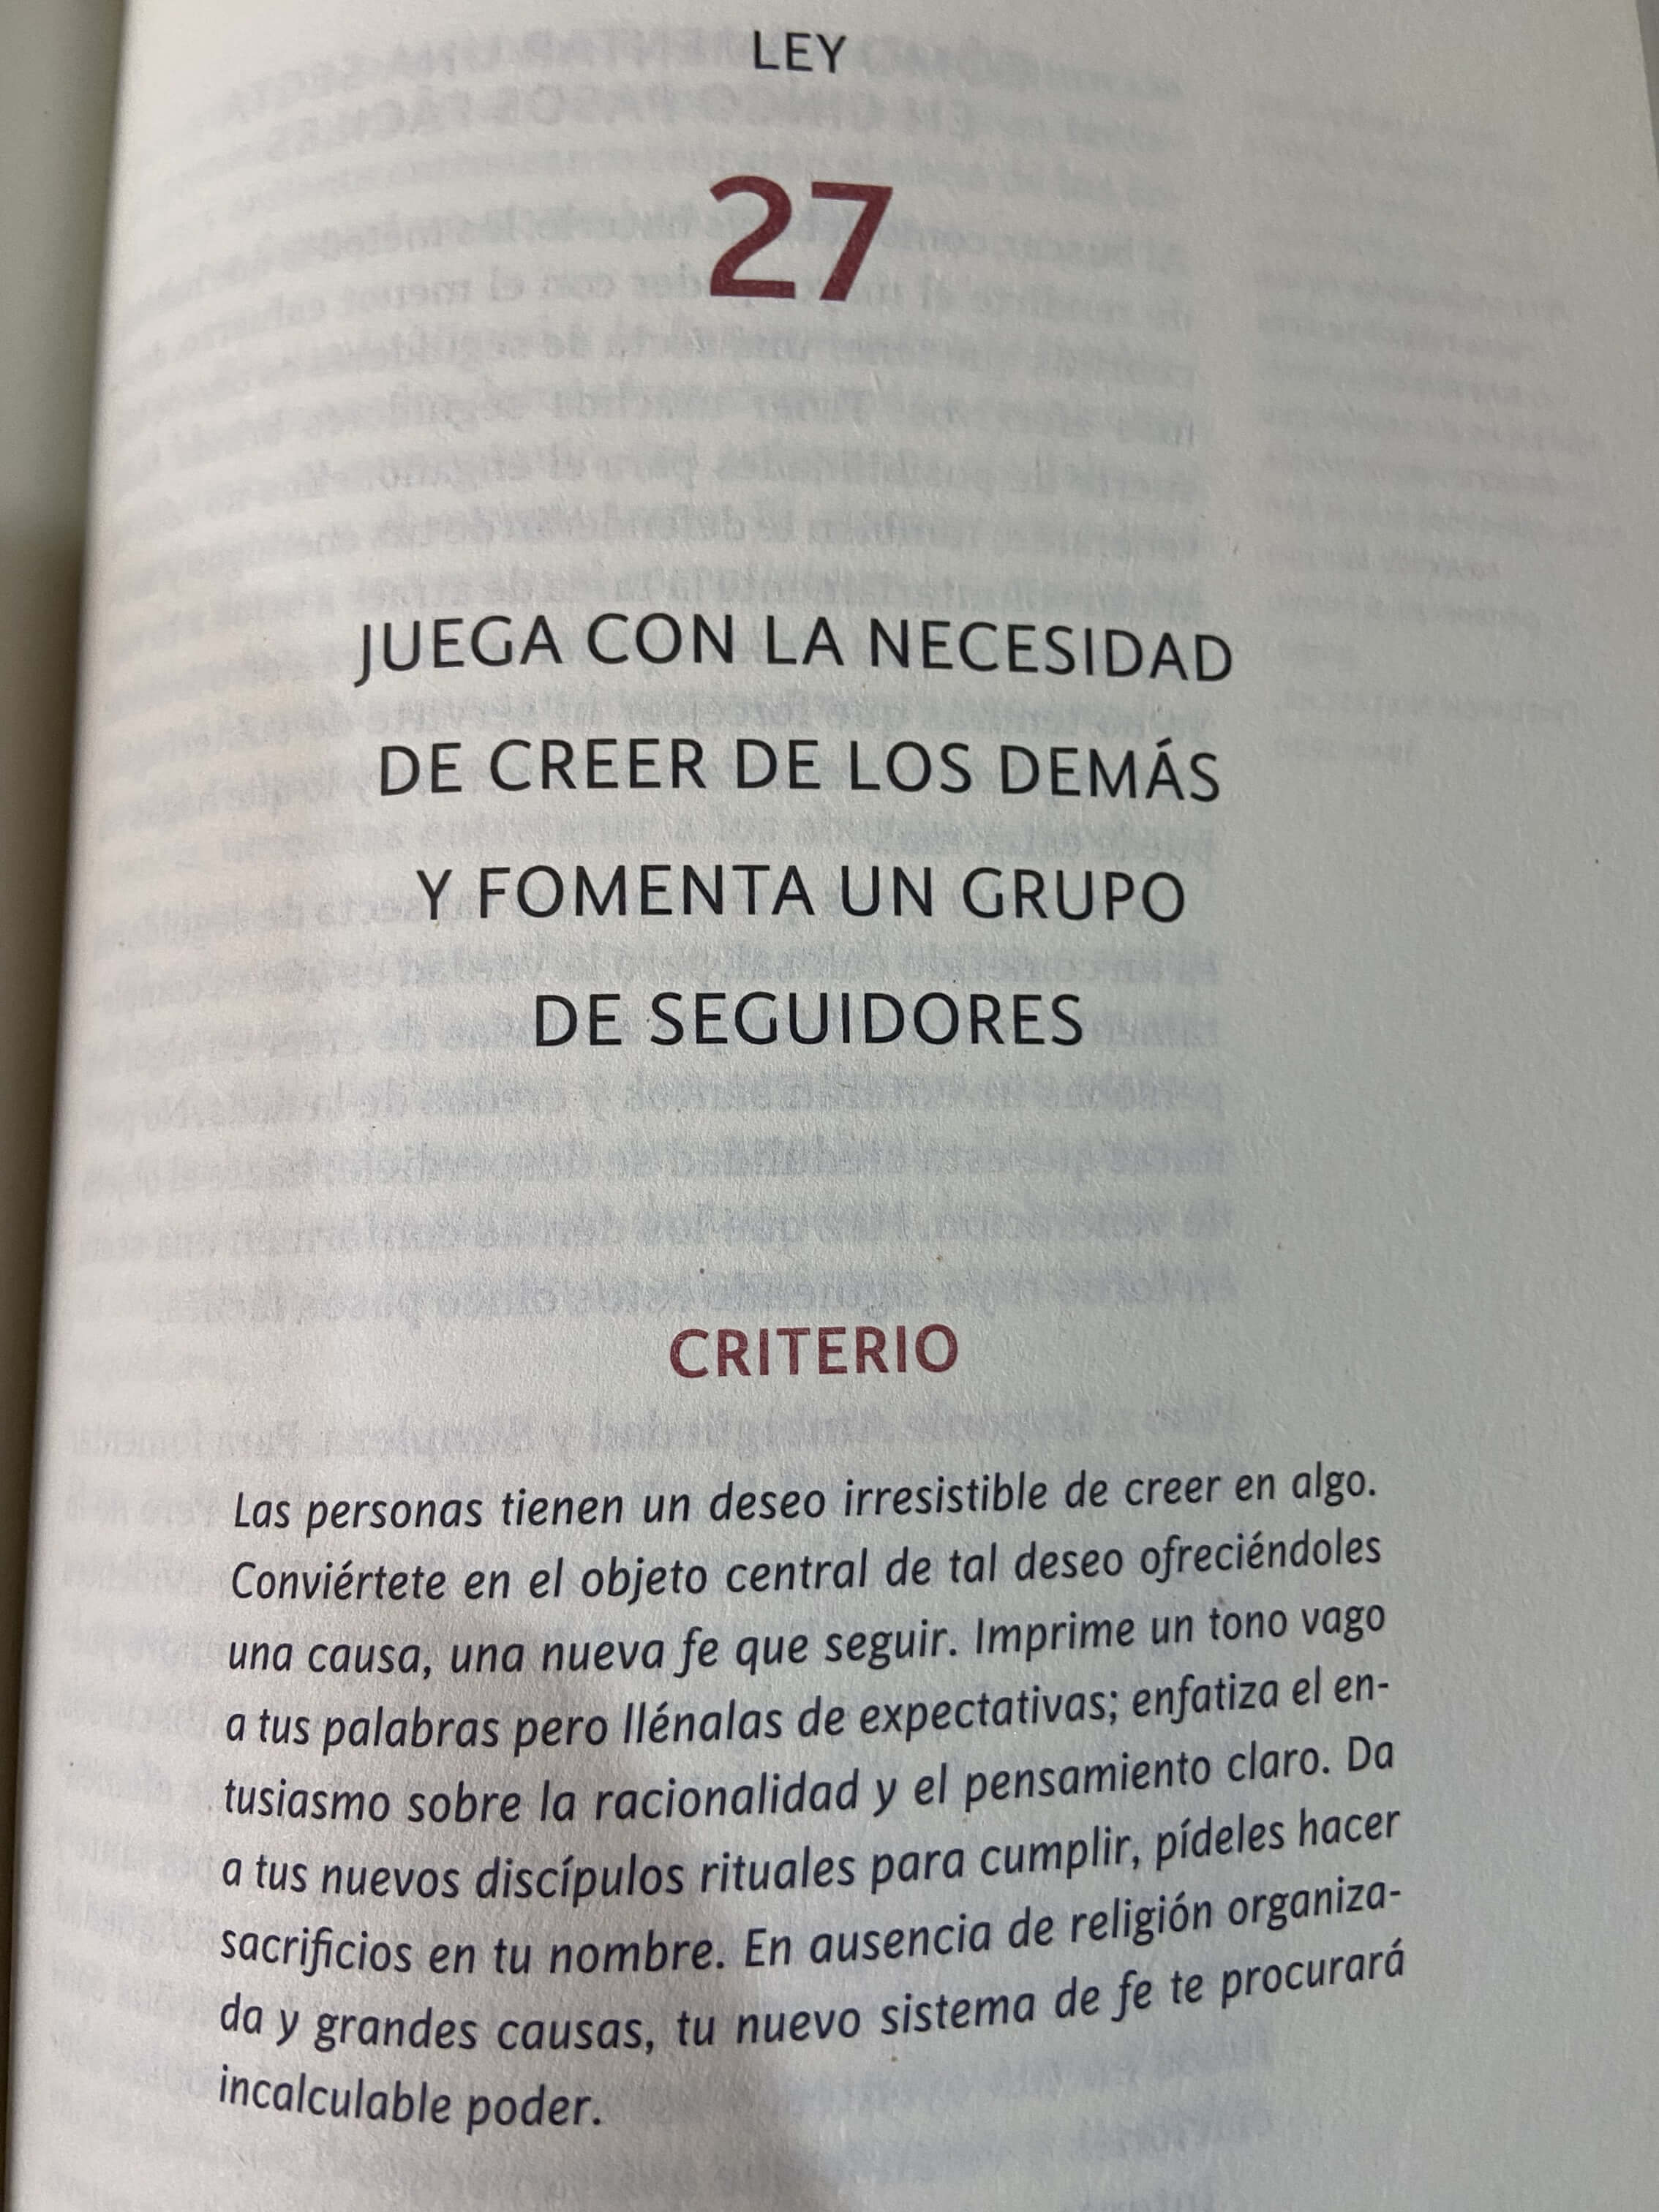 LEY
27
JUEGA CON LA NECESIDAD
DE CREER DE LOS DEMÁS
Y FOMENTA UN GRUPO
DE SEGUIDORES
CRITERIO
Las personas tienen un deseo irresistible de creer en algo.
Conviértete en el objeto central de tal deseo ofreciéndoles
una causa, una nueva fe que seguir. Imprime un tono vago
a tus palabras pero llénalas de expectativas; enfatiza el en-
tusiasmo sobre la racionalidad y el pensamiento claro. Da
a tus nuevos discípulos rituales para cumplir, pídeles hacer
sacrificios en tu nombre. En ausencia de religión organiza-
da y grandes causas, tu nuevo sistema de fe te procurará
incalculable poder.